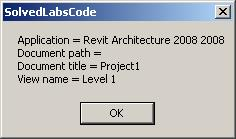 SolvedLabsCode
Application = Revit Architecture 2008 2008
Document path =
Document title = Project1
View name = Level 1
OK